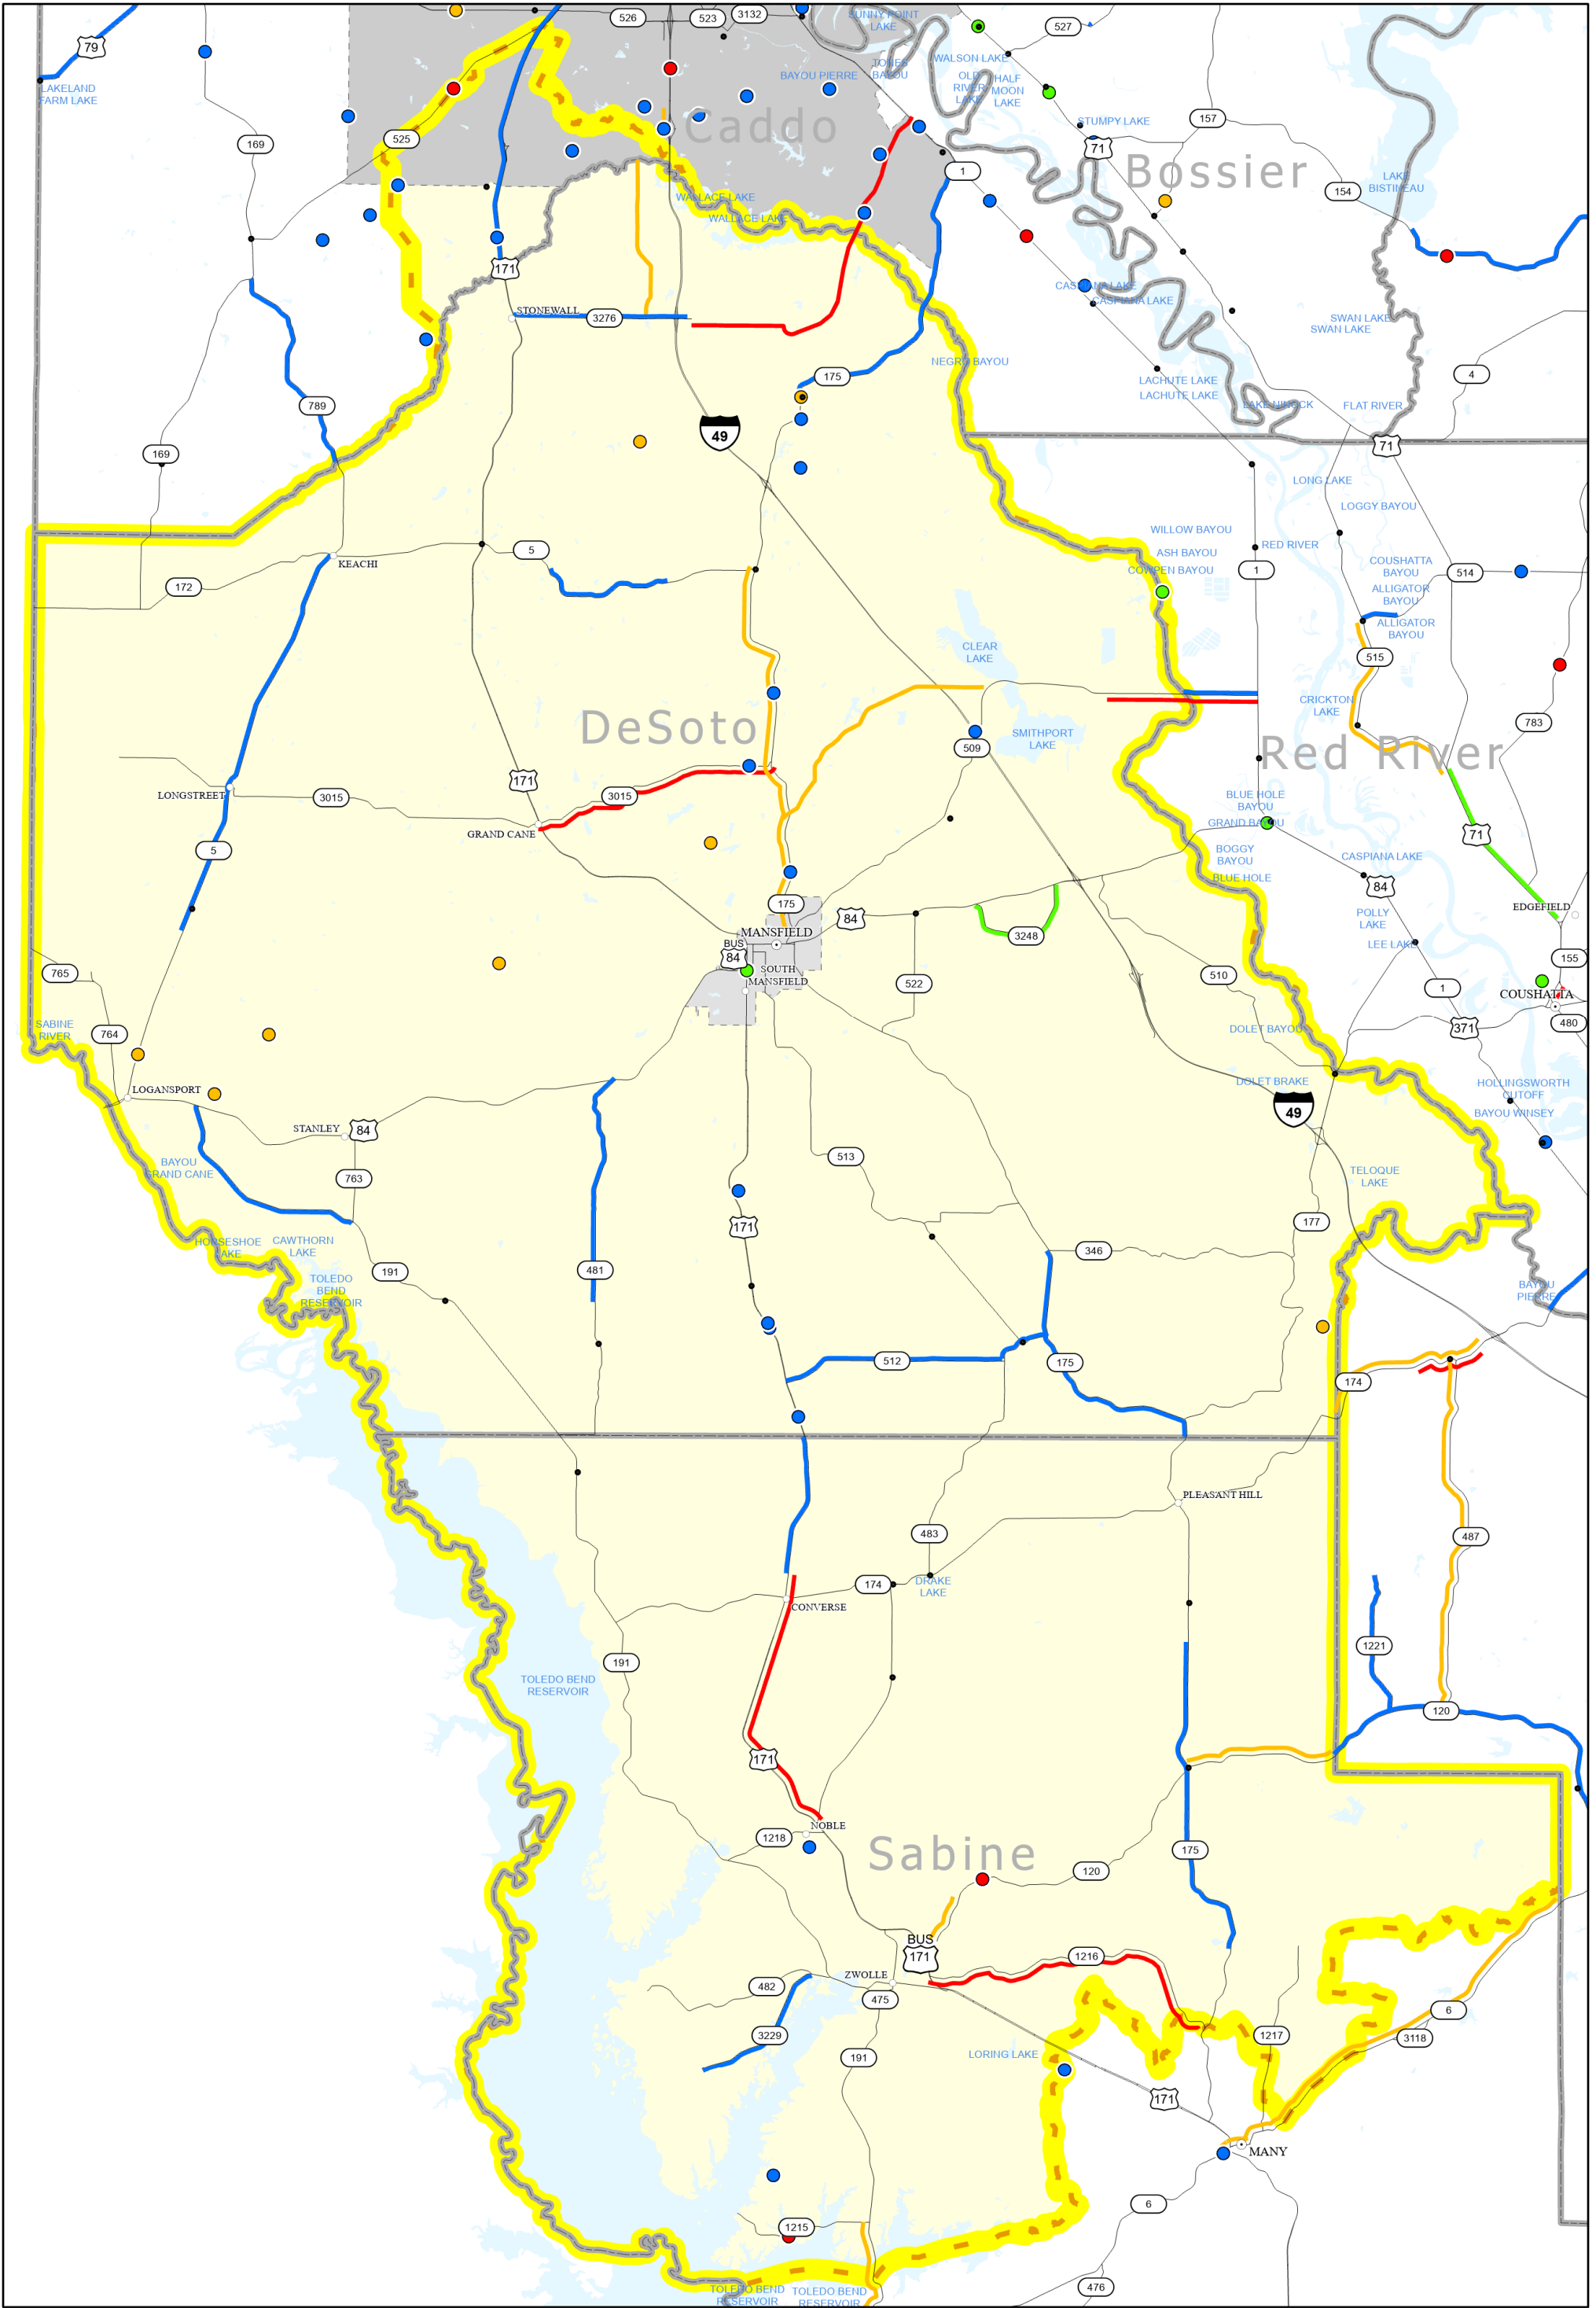 79
526
523
3132
SUNNY POINT
LAKE
527
LAKELAND
FARM LAKE
BAYOU PIERRE
TONES
BAYOU
WALSON LAKE
OLD
RIVER
LAKE
HALF
MOON
LAKE
STUMPY LAKE
157
169
525
Caddo
71
Bossier
1
154
LAKE
BISTINEAU
WALLACE LAKE
WALLACE LAKE
171
CASPIANA LAKE
CASPIANA LAKE
STONEWALL
3276
SWAN LAKE
SWAN LAKE
NEGRO BAYOU
175
LACHUTE LAKE
LACHUTE LAKE
4
789
LAKE NINOCK
FLAT RIVER
49
71
169
LONG LAKE
LOGGY BAYOU
WILLOW BAYOU
RED RIVER
5
ASH BAYOU
COWPEN BAYOU
KEACHI
172
1
COUSHATTA
BAYOU
514
ALLIGATOR
BAYOU
ALLIGATOR
BAYOU
CLEAR
LAKE
515
CRICKTON
LAKE
DeSoto
SMITHPORT
LAKE
509
783
Red River
171
LONGSTREET
3015
3015
BLUE HOLE
BAYOU
GRAND BAYOU
GRAND CANE
71
5
BOGGY
BAYOU
CASPIANA LAKE
BLUE HOLE
84
175
84
EDGEFIELD
POLLY
LAKE
MANSFIELD
3248
BUS
84
LEE LAKE
155
SOUTH
MANSFIELD
765
522
510
1
COUSHATTA
SABINE
RIVER
764
DOLET BAYOU
371
480
DOLET BRAKE
HOLLINGSWORTH
CUTOFF
LOGANSPORT
49
BAYOU WINSEY
STANLEY
84
513
BAYOU
GRAND CANE
763
TELOQUE
LAKE
171
177
HORSESHOE
LAKE
CAWTHORN
LAKE
346
191
481
TOLEDO
BEND
RESERVOIR
BAYOU
PIERRE
512
175
174
PLEASANT HILL
483
487
174
DRAKE
LAKE
CONVERSE
1221
191
TOLEDO BEND
RESERVOIR
120
171
NOBLE
1218
Sabine
175
120
BUS
171
1216
ZWOLLE
482
475
6
3229
1217
3118
191
LORING LAKE
171
MANY
6
1215
476
TOLEDO BEND
RESERVOIR
TOLEDO BEND
RESERVOIR